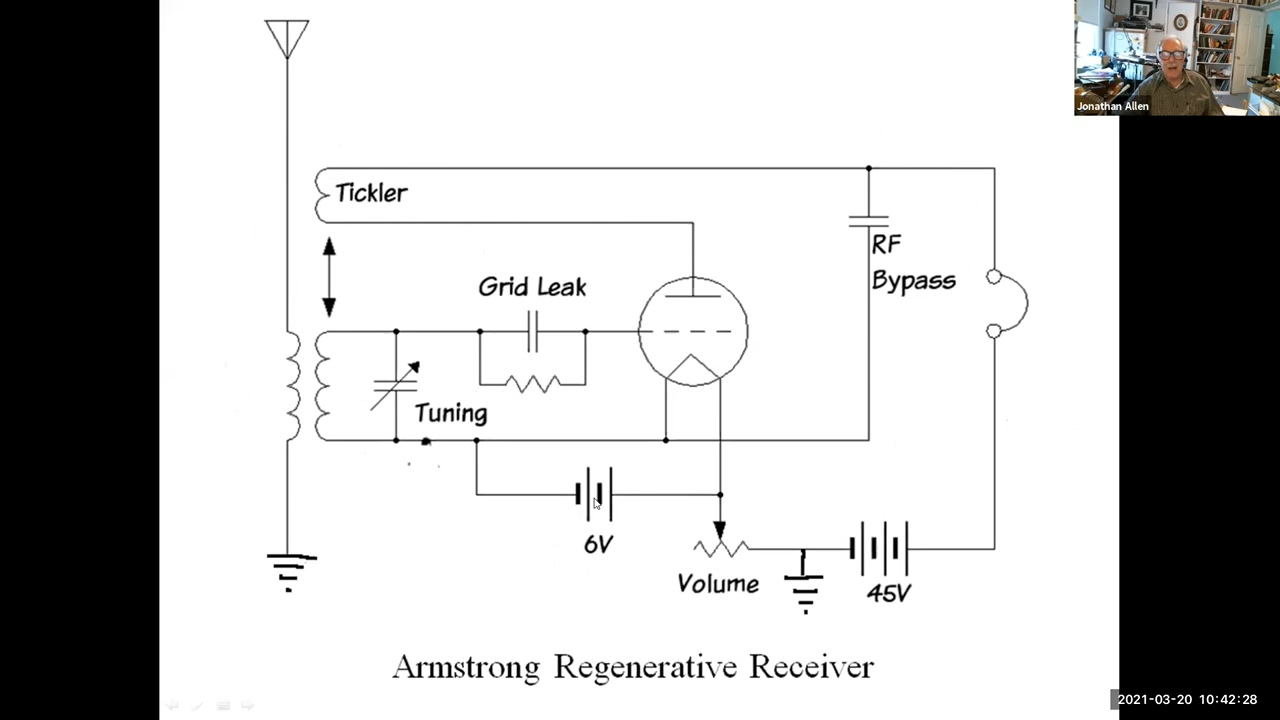 Jonathan Allen
Tickler
Grid Leak
RF
Bypass
Tuning
6V
Volume
45V
Armstrong Regenerative Receiver
2021-03-20 10:42:28